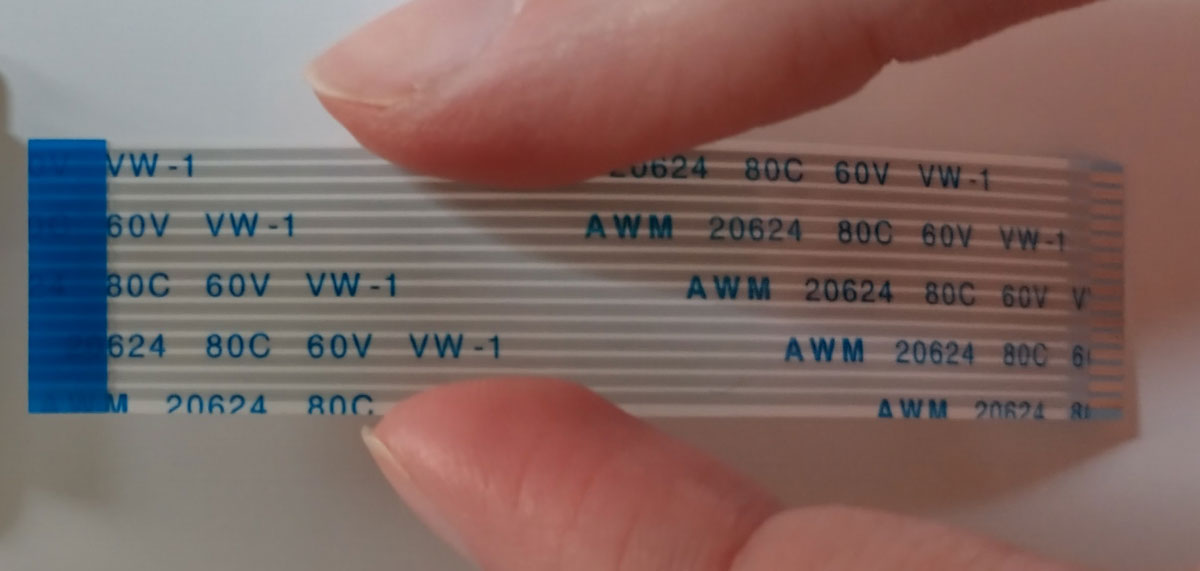 VW-1 20624 80C 60V VW-1
60V VW-1 AWM 20624 80C 60V VW-1
80C 60V VW-1 AWM 20624 80C 60V
624 80C 60V VW-1 AWM 20624 80C
AWM 20624 80C AWM 20624